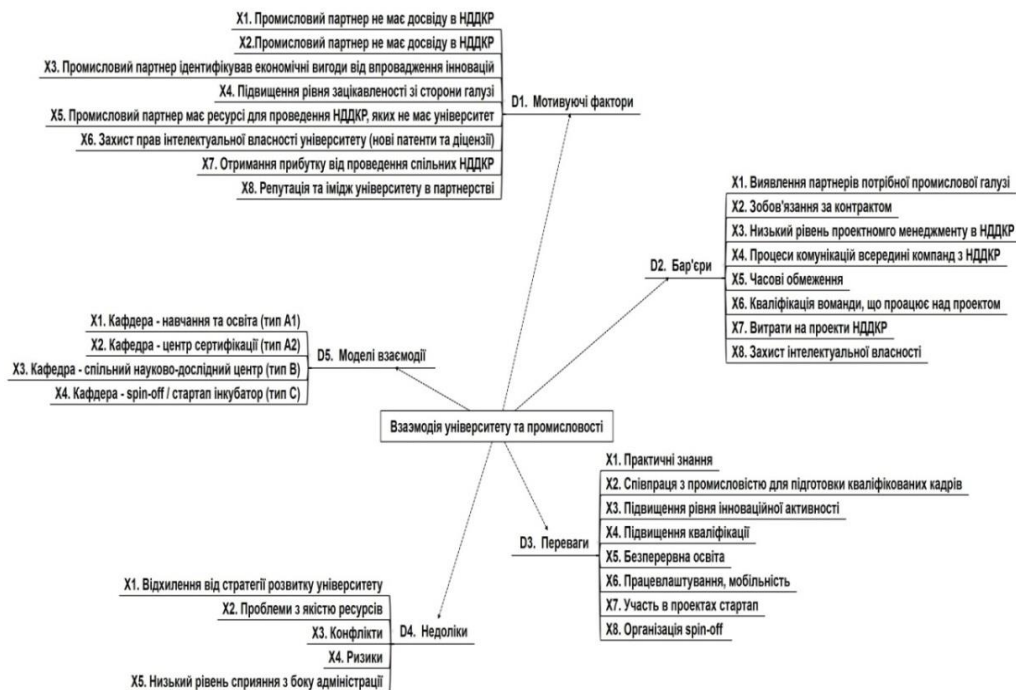 X1. Промисловий партнер не має досвіду в НДДКР
X2.Промисловий партнер не має досвіду в НДДКР
X3. Промисловий партнер ідентифікував економічні вигоди від впровадження інновацій
X4. Підвищення рівня зацікавленості зі сторони галузі
X5. Промисловий партнер має ресурсі для проведення НДДКР, яких не має університет
X6. Захист прав інтелектуальної власності університету (нові патенти та діцензії)
X7. Отримання прибутку від проведення спільних НДДКР
X8. Репутація та імідж університету в партнерстві
D1. Мотивуючі фактори
X1. Виявлення партнерів потрібної промислової галузі
X2. Зобов'язання за контрактом
X3. Низький рівень проектномго менеджменту в НДДКР
X4. Процеси комунікацій всередині компанд з НДДКР
X5. Часові обмеження
X6. Кваліфікація воманди, що проацює над проектом
X7. Витрати на проекти НДДКР
X8. Захист інтелектуальної власності
D2. Бар'єри
X1. Кафдера - навчання та освіта (тип A1)
X2. Кафедра - центр сертифікації (тип A2)
X3. Кафедра - спільний науково-дослідний центр (тип B)
X4. Кафдера - spin-off / стартап інкубатор (тип C)
D5. Моделі взаємодії
Взаэмодія університету та промисловості
X1. Практичні знання
X2. Співпраця з промисловістю для підготовки кваліфікованих кадрів
X3. Підвищення рівня інноваційної активності
X4. Підвищення кваліфікації
X5. Безперервна освіта
X6. Працевлаштування, мобільність
X7. Участь в проектах стартап
X8. Організація spin-off
D3. Переваги
X1. Відхилення від стратегії розвитку університету
X2. Проблеми з якістю ресурсів
X3. Конфлікти
X4. Ризики
X5. Низький рівень сприяння з боку адміністрації
D4. Недоліки